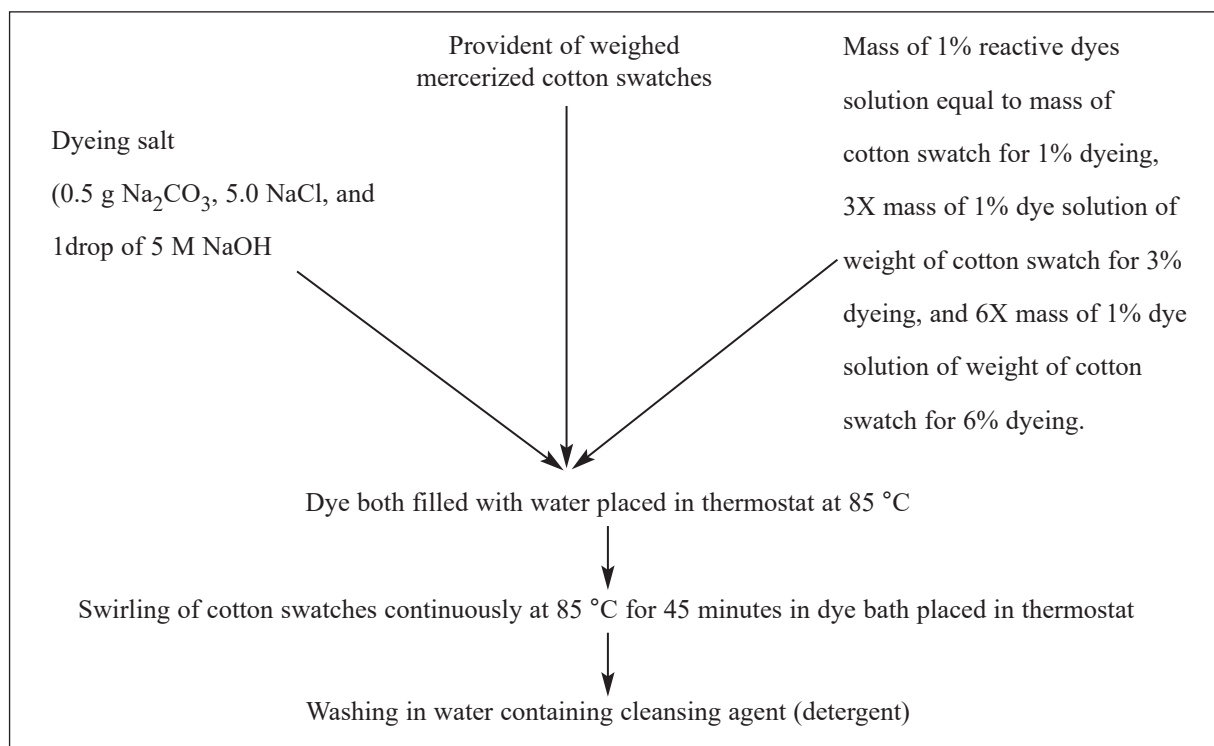 Provident of weighed
mercerized cotton swatches
Dyeing salt
(0.5 g Na₂CO₃, 5.0 NaCl, and
1drop of 5 M NaOH
Mass of 1% reactive dyes
solution equal to mass of
cotton swatch for 1% dyeing,
3X mass of 1% dye solution of
weight of cotton swatch for 3%
dyeing, and 6X mass of 1% dye
solution of weight of cotton
swatch for 6% dyeing.
Dye both filled with water placed in thermostat at 85 °C
Swirling of cotton swatches continuously at 85 °C for 45 minutes in dye bath placed in thermostat
Washing in water containing cleansing agent (detergent)